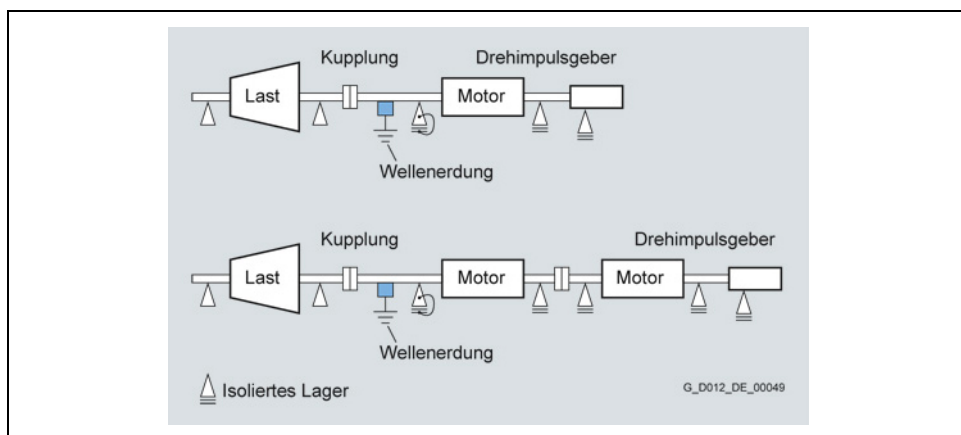 Kupplung Drehimpulsgeber
Last Motor
Wellenerdung
Kupplung Drehimpulsgeber
Last Motor Motor
Wellenerdung
Isoliertes Lager G_D012_DE_00049